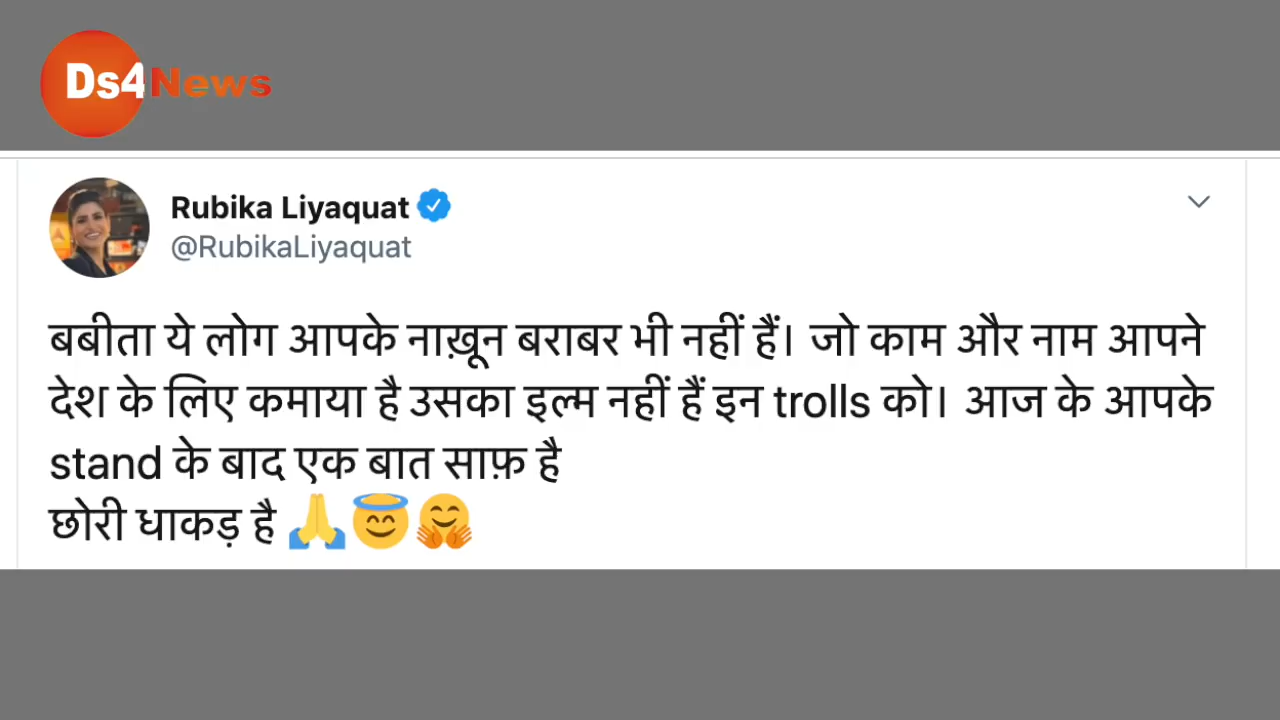 Ds4News
Rubika Liyaquat
@RubikaLiyaquat
बबीता ये लोग आपके नाख़ून बराबर भी नहीं हैं। जो काम और नाम आपने
देश के लिए कमाया है उसका इल्म नहीं हैं इन trolls को। आज के आपके
stand के बाद एक बात साफ़ है
छोरी धाकड़ है 🙏😇🤗